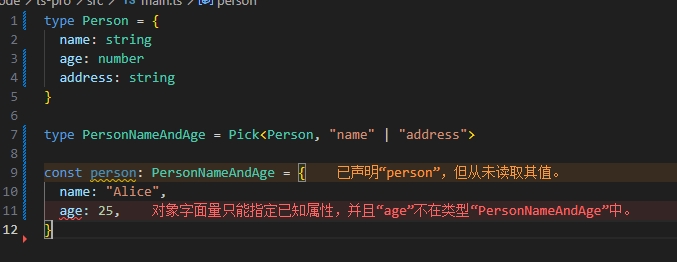 ode / ts-pro / src / main.ts / person
1 type Person = {
2 name: string
3 age: number
4 address: string
5 }
6
7 type PersonNameAndAge = Pick<Person, "name" | "address">
8
9 const person: PersonNameAndAge = { 已声明“person”，但从未读取其值。
10 name: "Alice",
11 age: 25, 对象字面量只能指定已知属性，并且“age”不在类型“PersonNameAndAge”中。
12 }